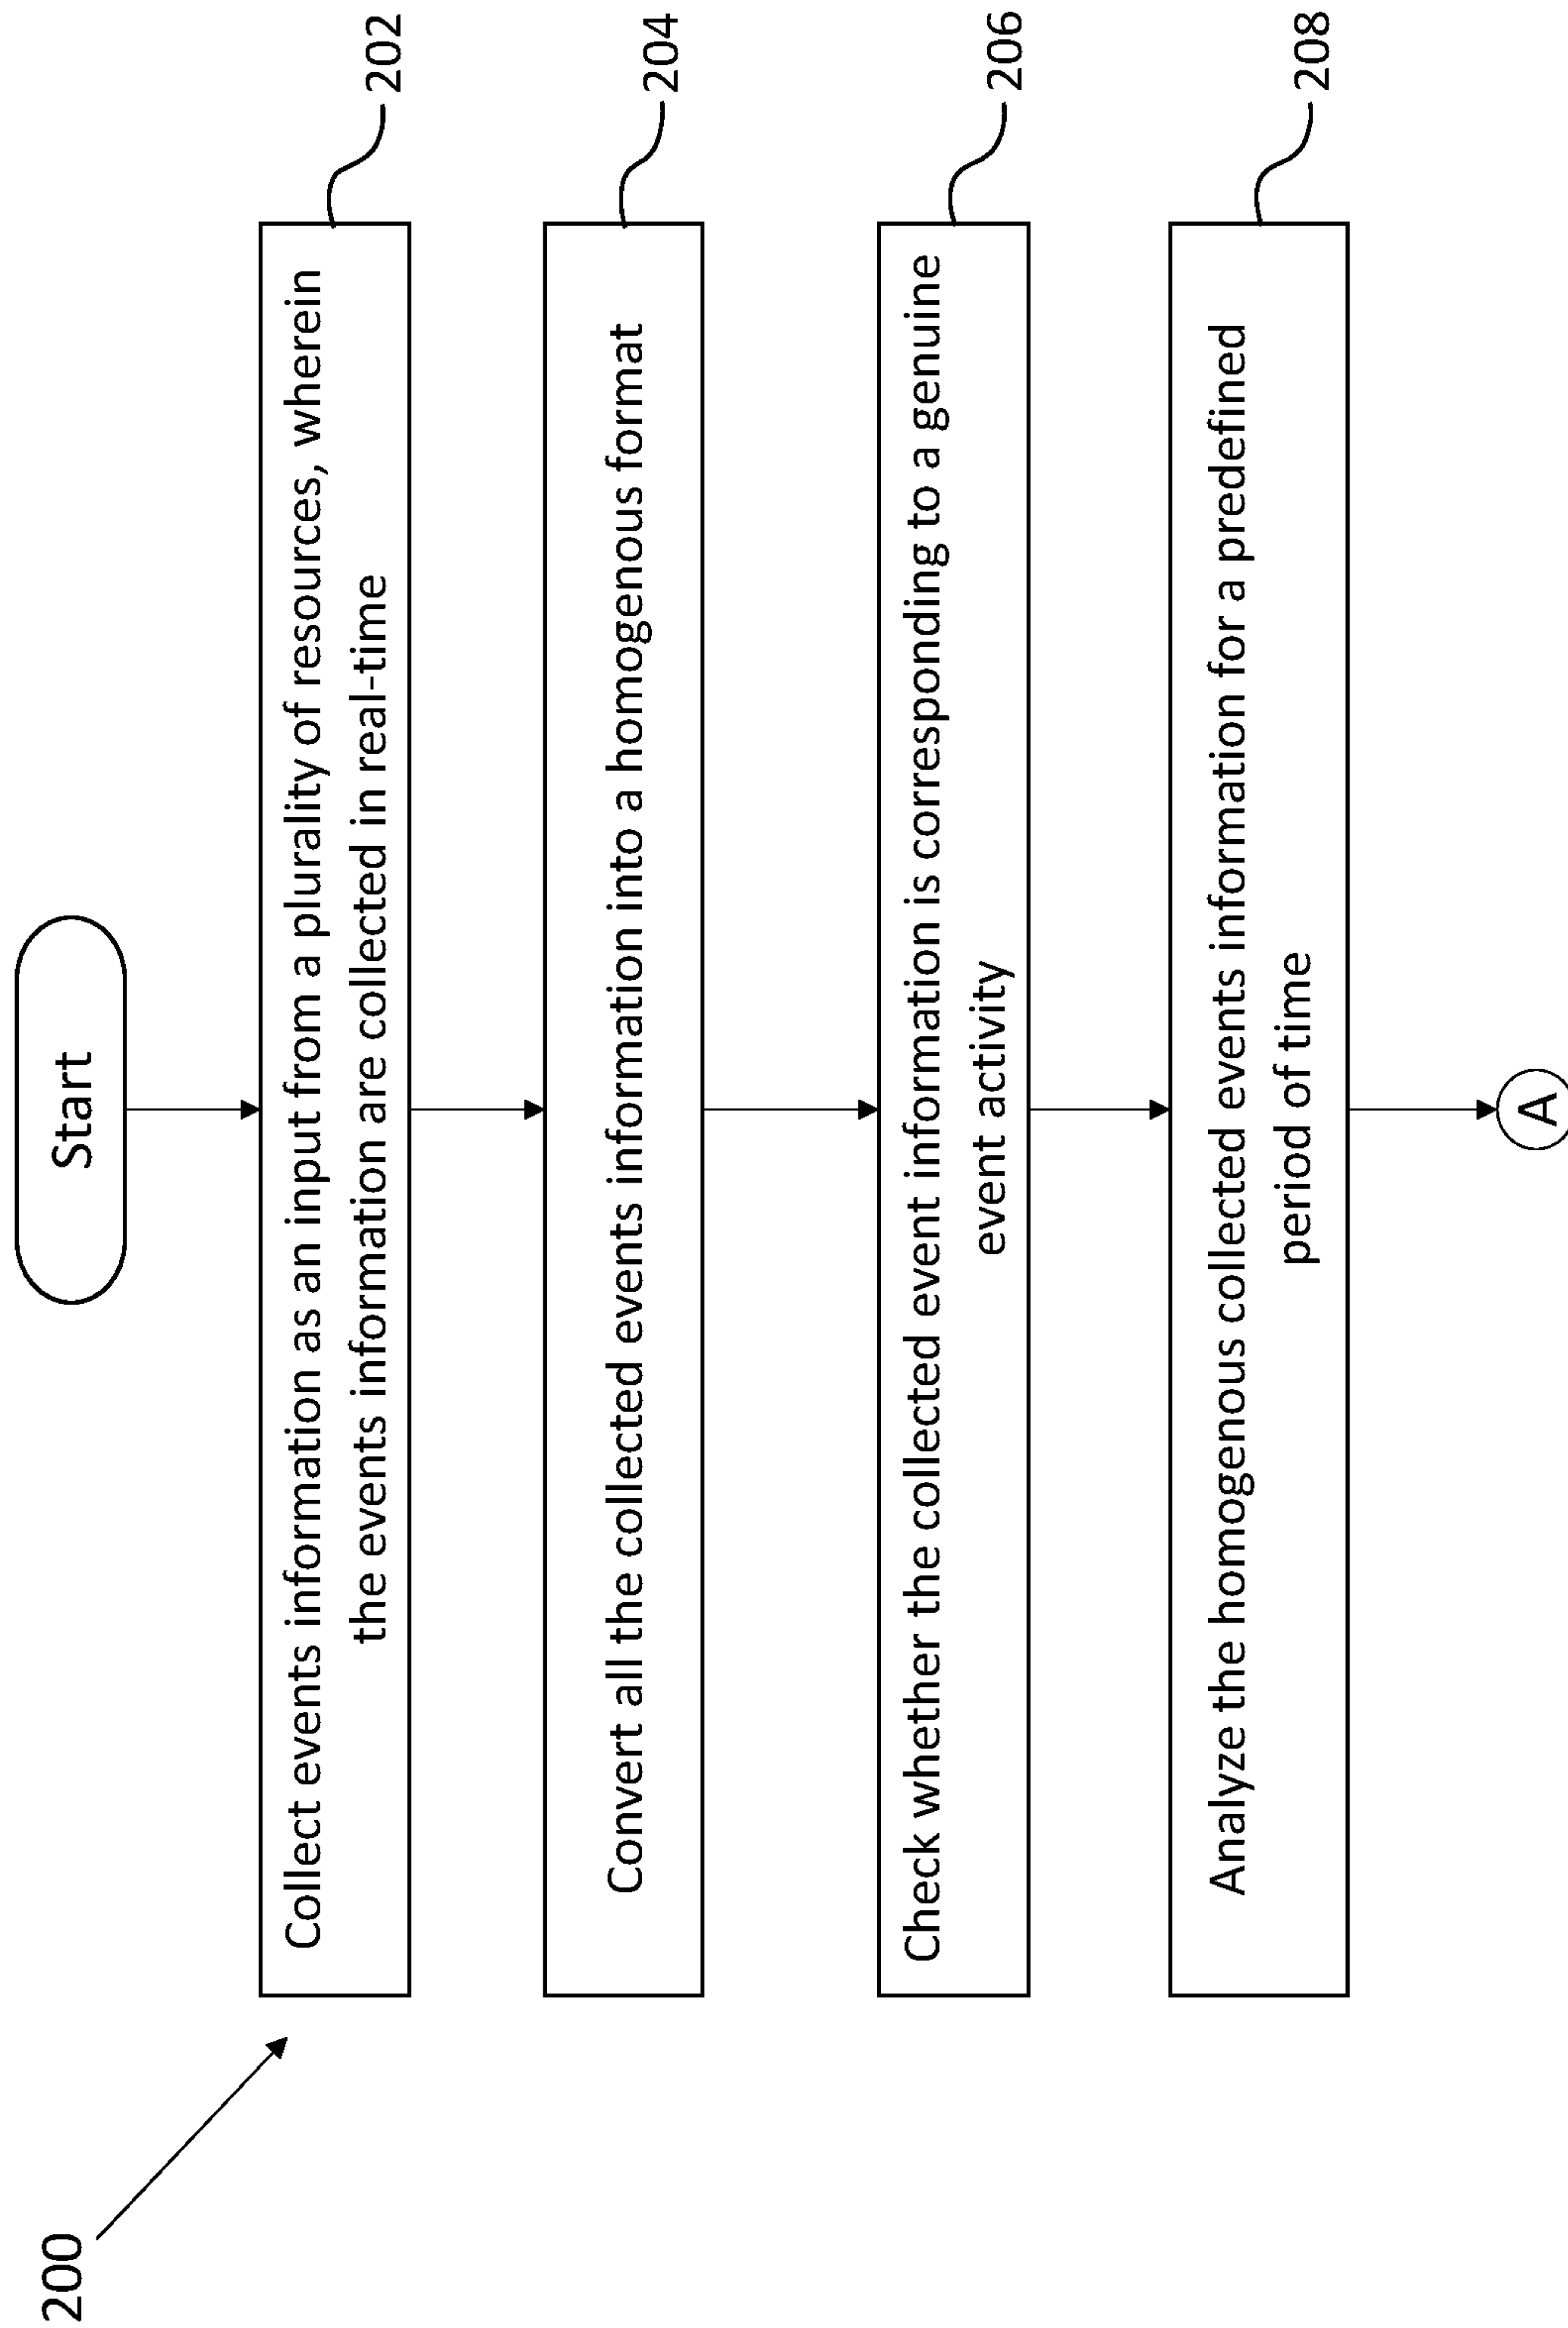 200
Start
Collect events information as an input from a plurality of resources, wherein
the events information are collected in real-time
202
Convert all the collected events information into a homogenous format
204
Check whether the collected event information is corresponding to a genuine
event activity
206
Analyze the homogenous collected events information for a predefined
period of time
208
A